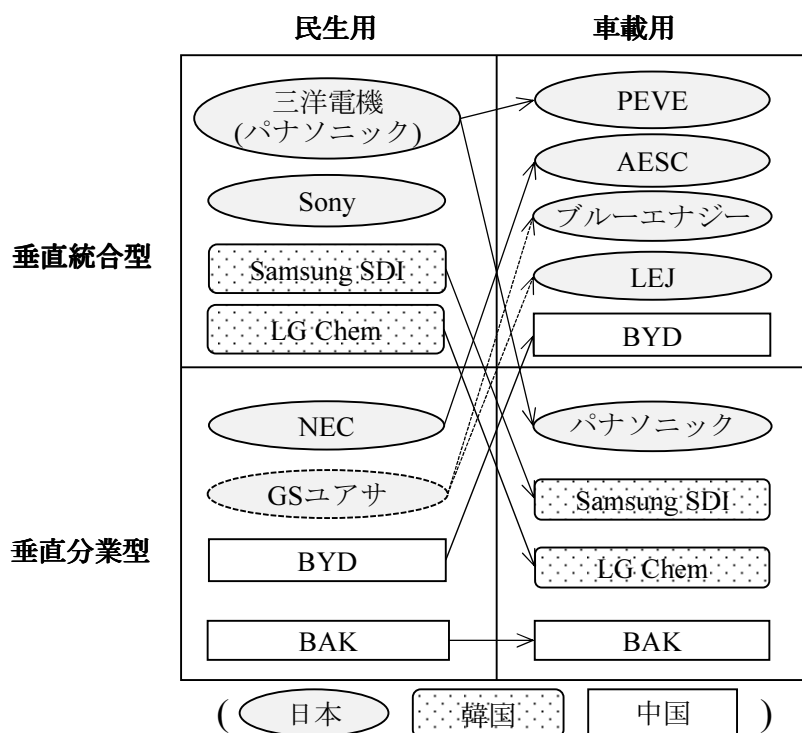 民生用
車載用
垂直統合型
三洋電機
(パナソニック)
Sony
Samsung SDI
LG Chem
PEVE
AESC
ブルーエナジー
LEJ
BYD
垂直分業型
NEC
GSユアサ
BYD
BAK
パナソニック
Samsung SDI
LG Chem
BAK
( 日本 韓国 中国 )